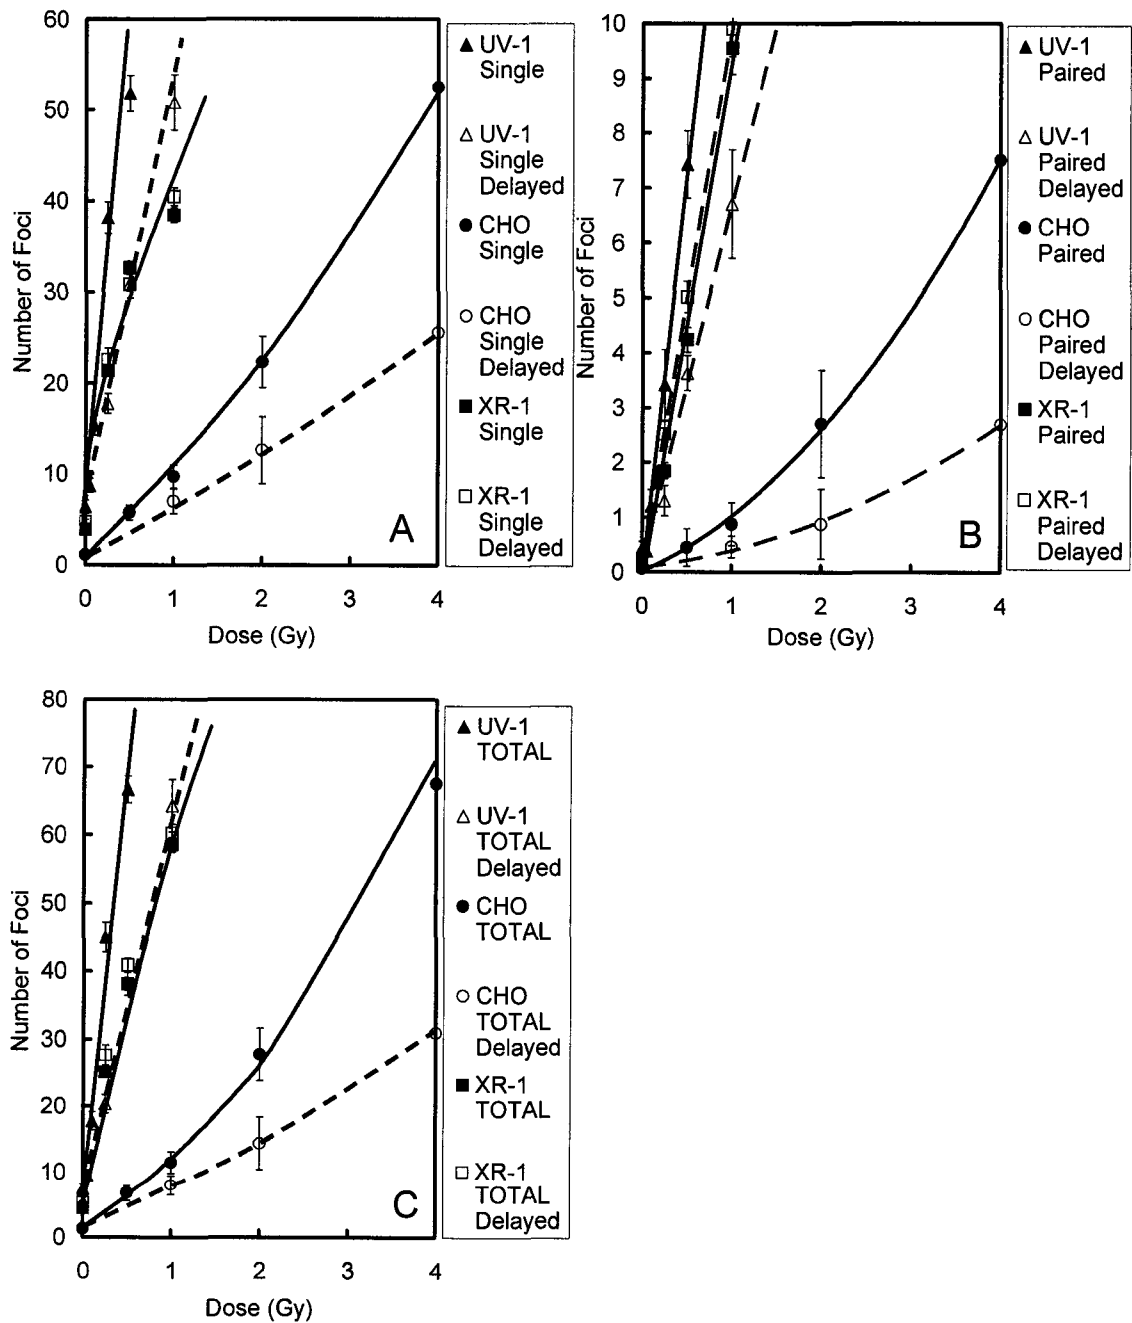 60
50
40
30
20
10
0
Number of Foci
0 1 2 3 4
Dose (Gy)
A
▲ UV-1
Single
△ UV-1
Single
Delayed
● CHO
Single
○ CHO
Single
Delayed
■ XR-1
Single
□ XR-1
Single
Delayed
10
9
8
7
6
5
4
3
2
1
0
Number of Foci
0 1 2 3 4
Dose (Gy)
B
▲ UV-1
Paired
△ UV-1
Paired
Delayed
● CHO
Paired
○ CHO
Paired
Delayed
■ XR-1
Paired
□ XR-1
Paired
Delayed
80
70
60
50
40
30
20
10
0
Number of Foci
0 1 2 3 4
Dose (Gy)
C
▲ UV-1
TOTAL
△ UV-1
TOTAL
Delayed
● CHO
TOTAL
○ CHO
TOTAL
Delayed
■ XR-1
TOTAL
□ XR-1
TOTAL
Delayed